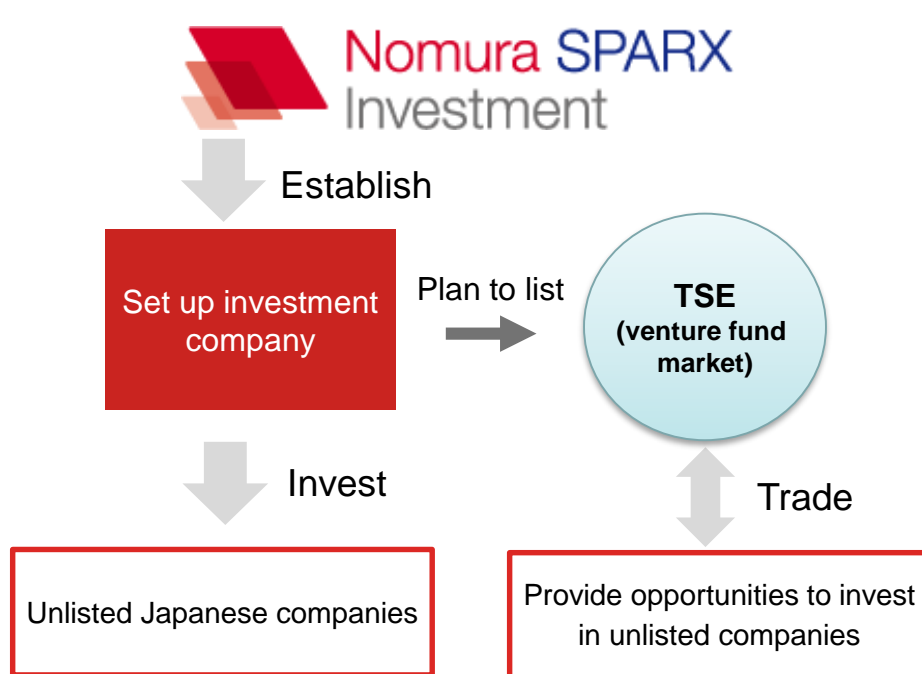 Nomura SPARX
Investment
Establish
Set up investment
company
Plan to list
TSE
(venture fund
market)
Invest
Trade
Unlisted Japanese companies
Provide opportunities to invest
in unlisted companies